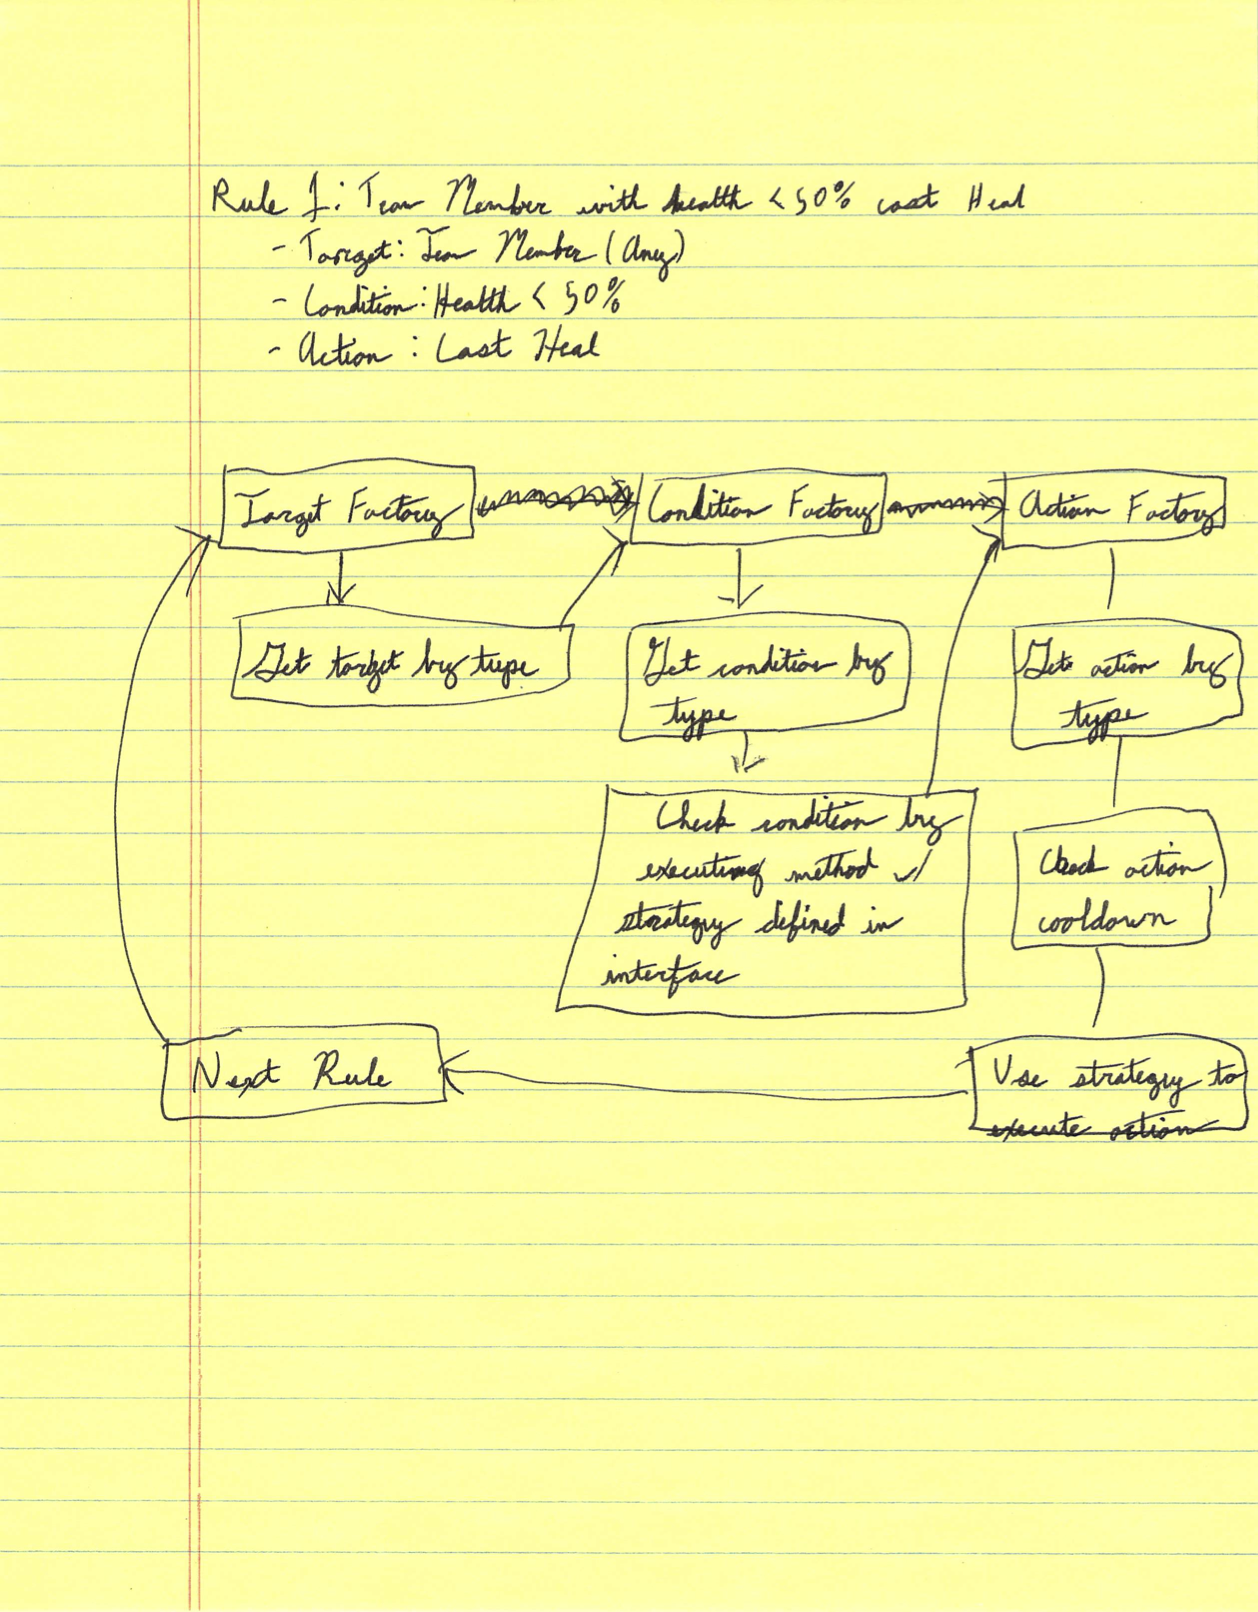 Rule 1: Team Member with health < 50% cast Heal
- Target: Team Member (Any)
- Condition: Health < 50%
- Action: Cast Heal
Target Factory
Condition Factory
Action Factory
Get target by type
Get condition by
type
Gets action by
type
Check condition by
executing method w/
strategy defined in
interface
Check action
cooldown
Next Rule
Use strategy to
execute action